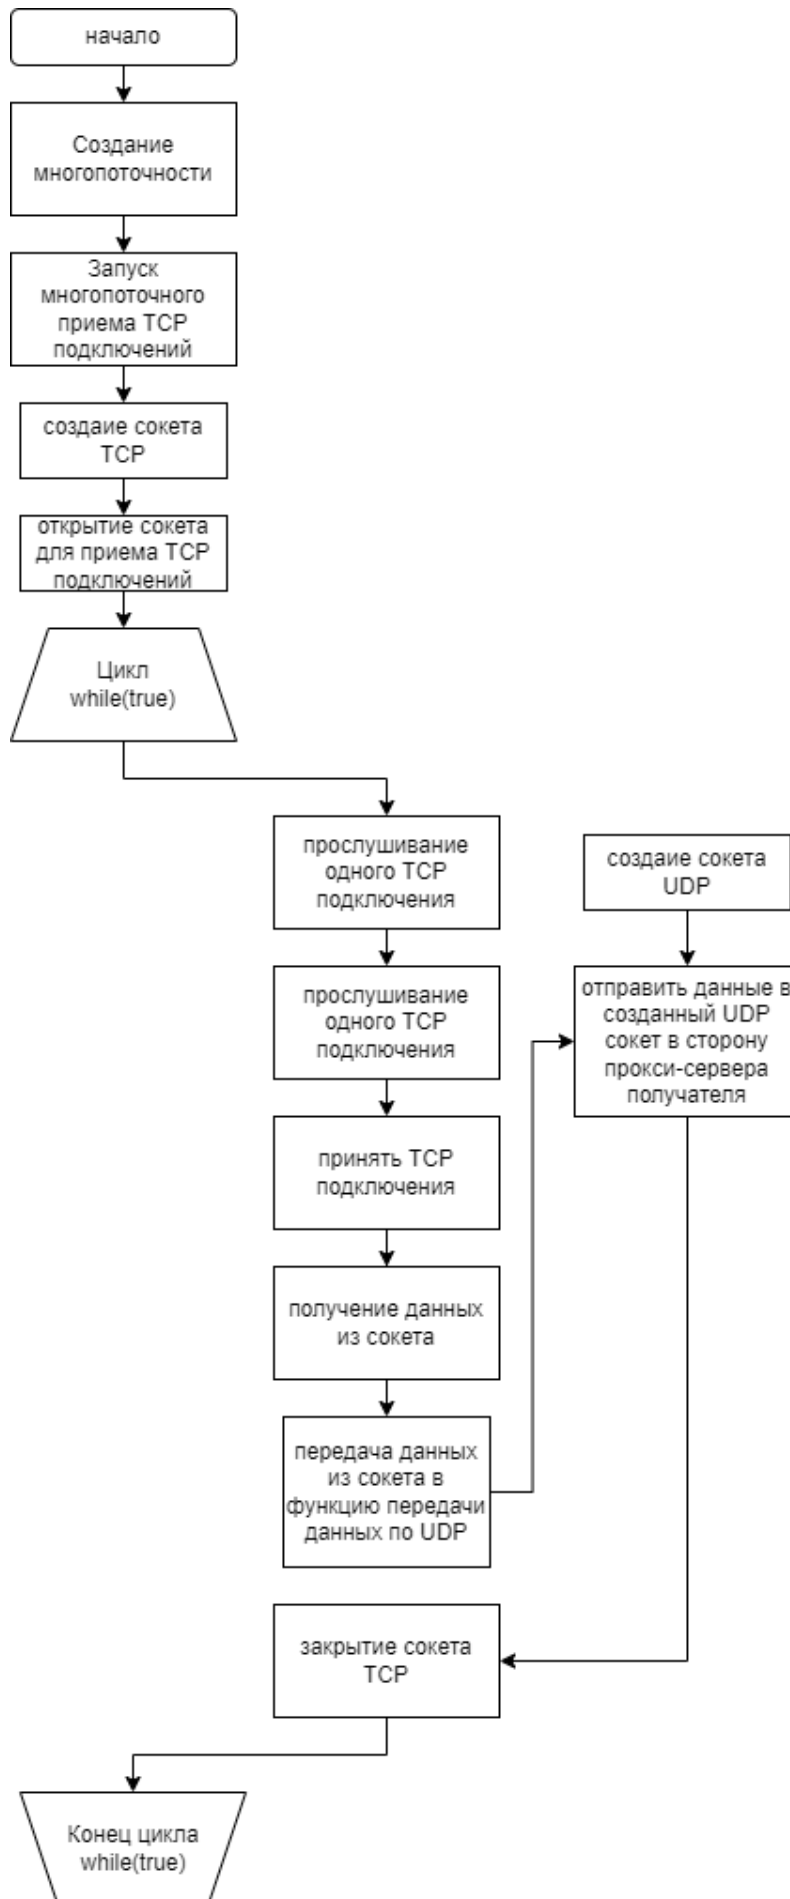 начало
Создание
многопоточности
Запуск
многопоточного
приема TCP
подключений
создаие сокета
TCP
открытие сокета
для приема TCP
подключений
Цикл
while(true)
прослушивание
одного TCP
подключения
создаие сокета
UDP
прослушивание
одного TCP
подключения
отправить данные в
созданный UDP
сокет в сторону
прокси-сервера
получателя
принять TCP
подключения
получение данных
из сокета
передача данных
из сокета в
функцию передачи
данных по UDP
закрытие сокета
TCP
Конец цикла
while(true)